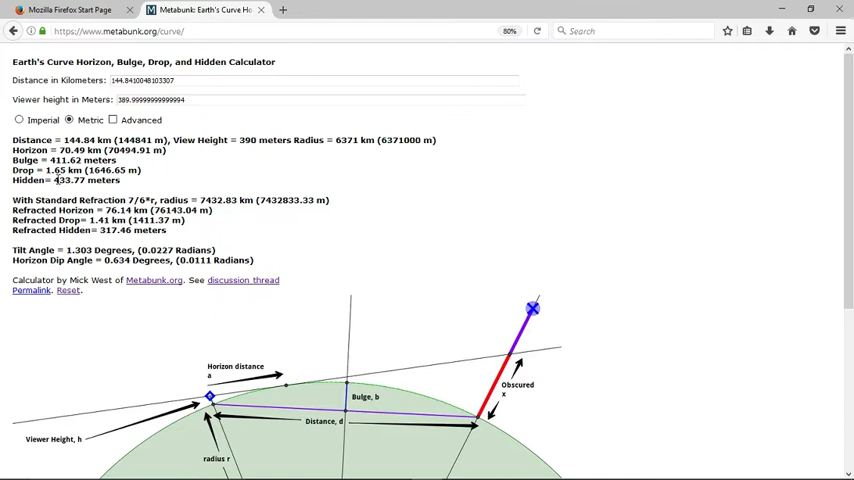 Mozilla Firefox Start Page
Metabunk: Earth's Curve Ho
https://www.metabunk.org/curve/
80%
Search
Earth's Curve Horizon, Bulge, Drop, and Hidden Calculator
Distance in Kilometers: 144.8410048103307
Viewer height in Meters: 389.99999999999994
Imperial Metric Advanced
Distance = 144.84 km (144841 m), View Height = 390 meters Radius = 6371 km (6371000 m)
Horizon = 70.49 km (70494.91 m)
Bulge = 411.62 meters
Drop = 1.65 km (1646.65 m)
Hidden= 433.77 meters
With Standard Refraction 7/6*r, radius = 7432.83 km (7432833.33 m)
Refracted Horizon = 76.14 km (76143.04 m)
Refracted Drop= 1.41 km (1411.37 m)
Refracted Hidden= 317.46 meters
Tilt Angle = 1.303 Degrees, (0.0227 Radians)
Horizon Dip Angle = 0.634 Degrees, (0.0111 Radians)
Calculator by Mick West of Metabunk.org. See discussion thread
Permalink. Reset.
Horizon distance
a
Obscured
x
Bulge, b
Distance, d
Viewer Height, h
radius r